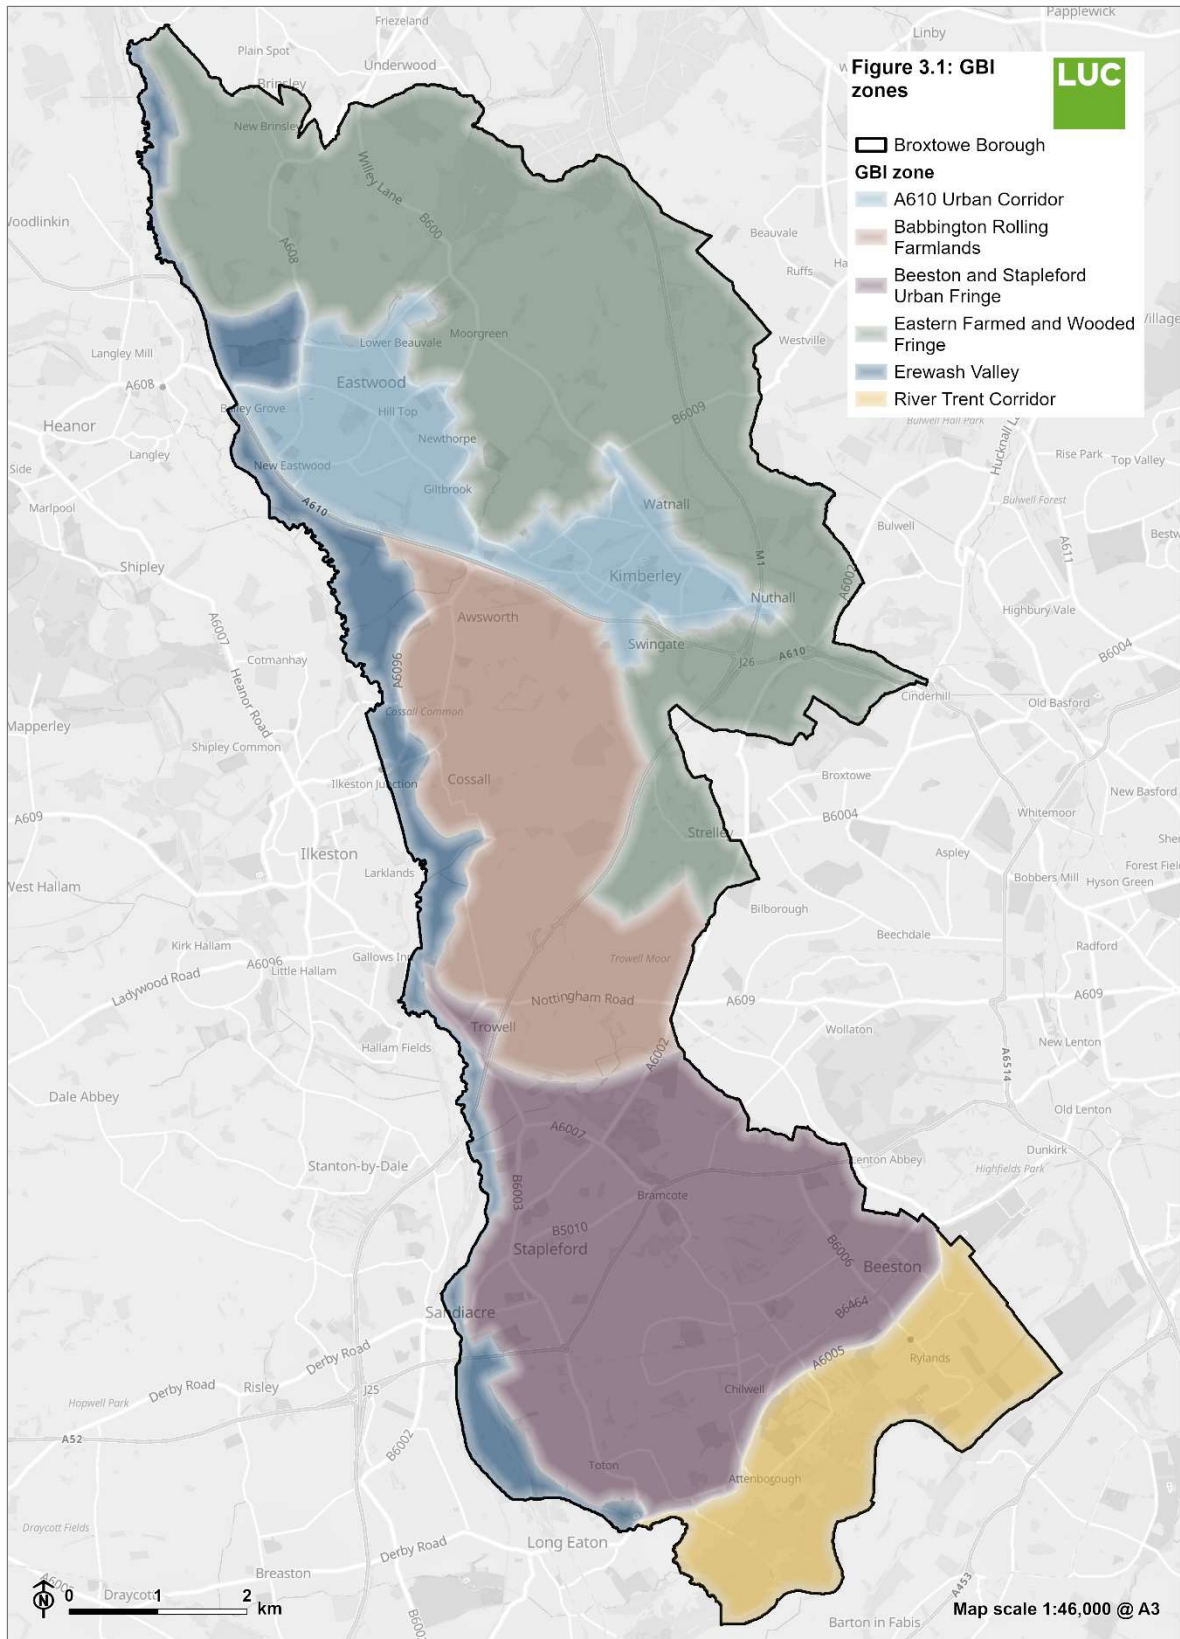 Figure 3.1: GBI
zones
LUC
Broxtowe Borough
GBI zone
A610 Urban Corridor
Babbington Rolling
Farmlands
Beeston and Stapleford
Urban Fringe
Eastern Farmed and Wooded
Fringe
Erewash Valley
River Trent Corridor
Friezeland
Papplewick
Linby
Plain Spot
Underwood
Brinsley
New Brinsley
Willey Lane
B600
A608
Beauvale
Ruffs
Westville
Village
Moorgreen
Lower Beauvale
Langley Mill
A608
Eastwood
Hill Top
Heanor
Langley
Newthorpe
B6009
Bulwell Hall Park
Rise Park
Top Valley
Side
New Eastwood
Giltbrook
Marlpool
A610
Watnall
Bulwell
Bulwell Forest
A611
Shipley
M1
Kimberley
Nuthall
A6002
Highbury Vale
A6007
Awsworth
Swingate
J26
A610
B6004
Cotmanhay
Heanor Road
A6096
Cinderhill
Old Basford
Mapperley
Cossall Common
Shipley Common
Ilkeston Junction
Cossall
Broxtowe
New Basford
Whitemoor
A609
B6004
Strelley
Ilkeston
Aspley
Larklands
Forest Field
West Hallam
Bobbers Mill
Hyson Green
Bilborough
Beechdale
Kirk Hallam
Radford
A6096
Little Hallam
Trowell Moor
Ladywood Road
Nottingham Road
A609
A609
Trowell
Wollaton
Hallam Fields
A6002
New Lenton
A6514
Dale Abbey
Old Lenton
A6007
Dunkirk
Stanton-by-Dale
Lenton Abbey
Highfields Park
B6003
Bramcote
B5010
Stapleford
B6006
Beeston
Sandiacre
B6464
Derby Road
A6005
Rylands
Derby Road
Risley
J25
Hopwell Park
Chilwell
A52
B6002
Toton
Attenborough
Draycott Fields
Long Eaton
Derby Road
Breaston
A453
Draycott
Barton in Fabis
N
0 1 2
km
Map scale 1:46,000 @ A3